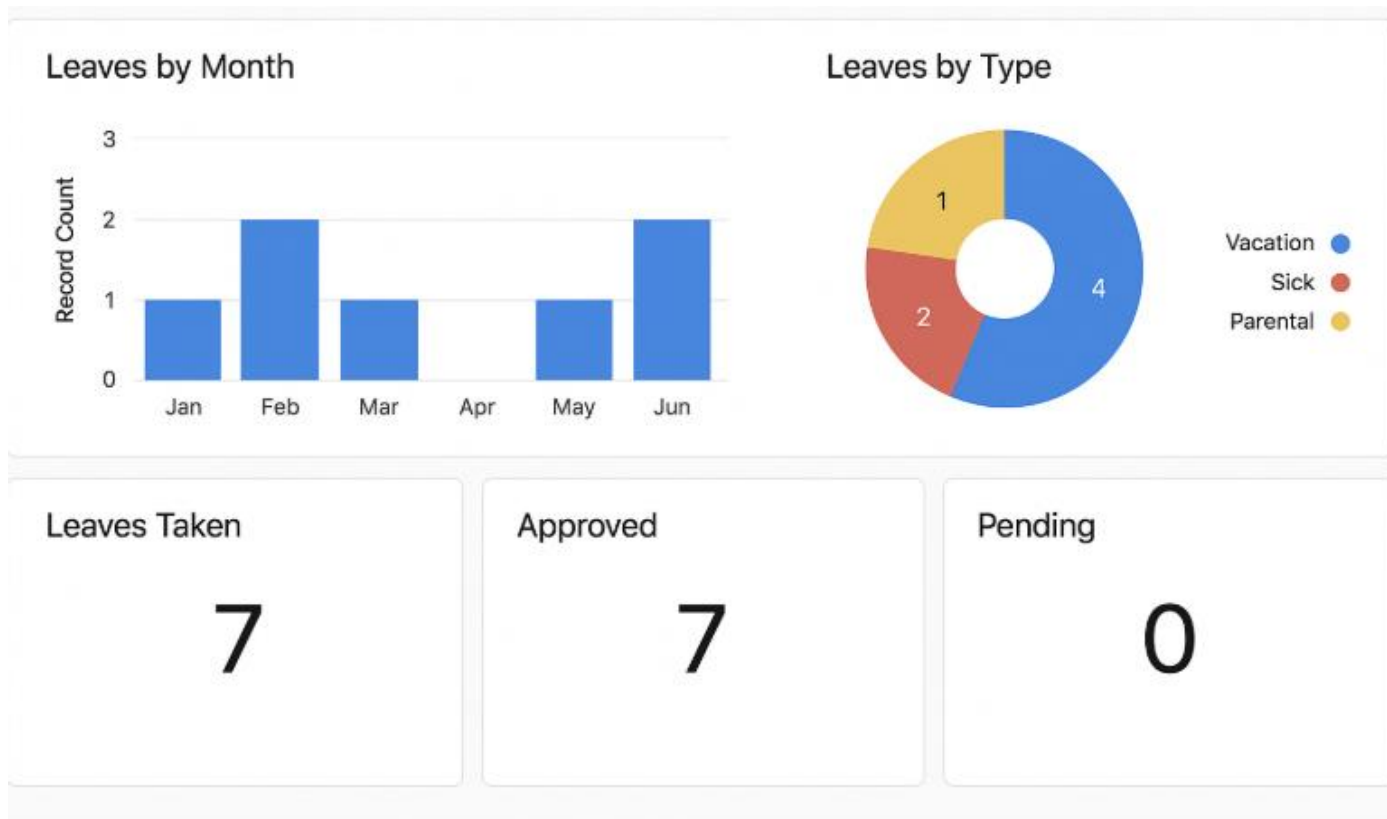 Leaves by Month
Record Count
3
2
1
0
Jan Feb Mar Apr May Jun
Leaves by Type
1
4
2
Vacation
Sick
Parental
Leaves Taken
7
Approved
7
Pending
0